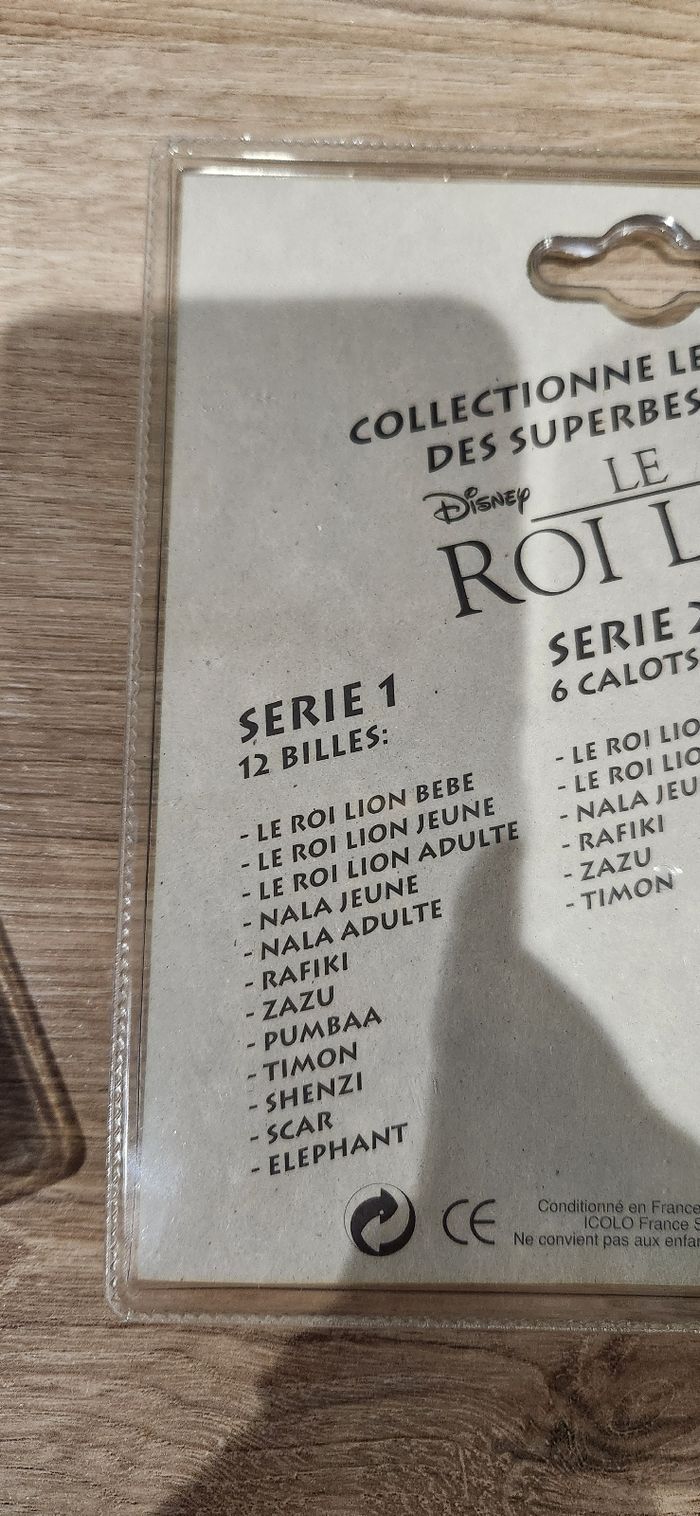 COLLECTIONNE LE
DES SUPERBES
DISNEY
LE
ROI L
SERIE 1
12 BILLES:
- LE ROI LION BEBE
- LE ROI LION JEUNE
- LE ROI LION ADULTE
- NALA JEUNE
- NALA ADULTE
- RAFIKI
- ZAZU
- PUMBAA
- TIMON
- SHENZI
- SCAR
- ELEPHANT
SERIE 2
6 CALOTS
- LE ROI LIO
- LE ROI LIO
- NALA JEU
- RAFIKI
- ZAZU
- TIMON
CE
Conditionné en France
ICOLO France S
Ne convient pas aux enfan